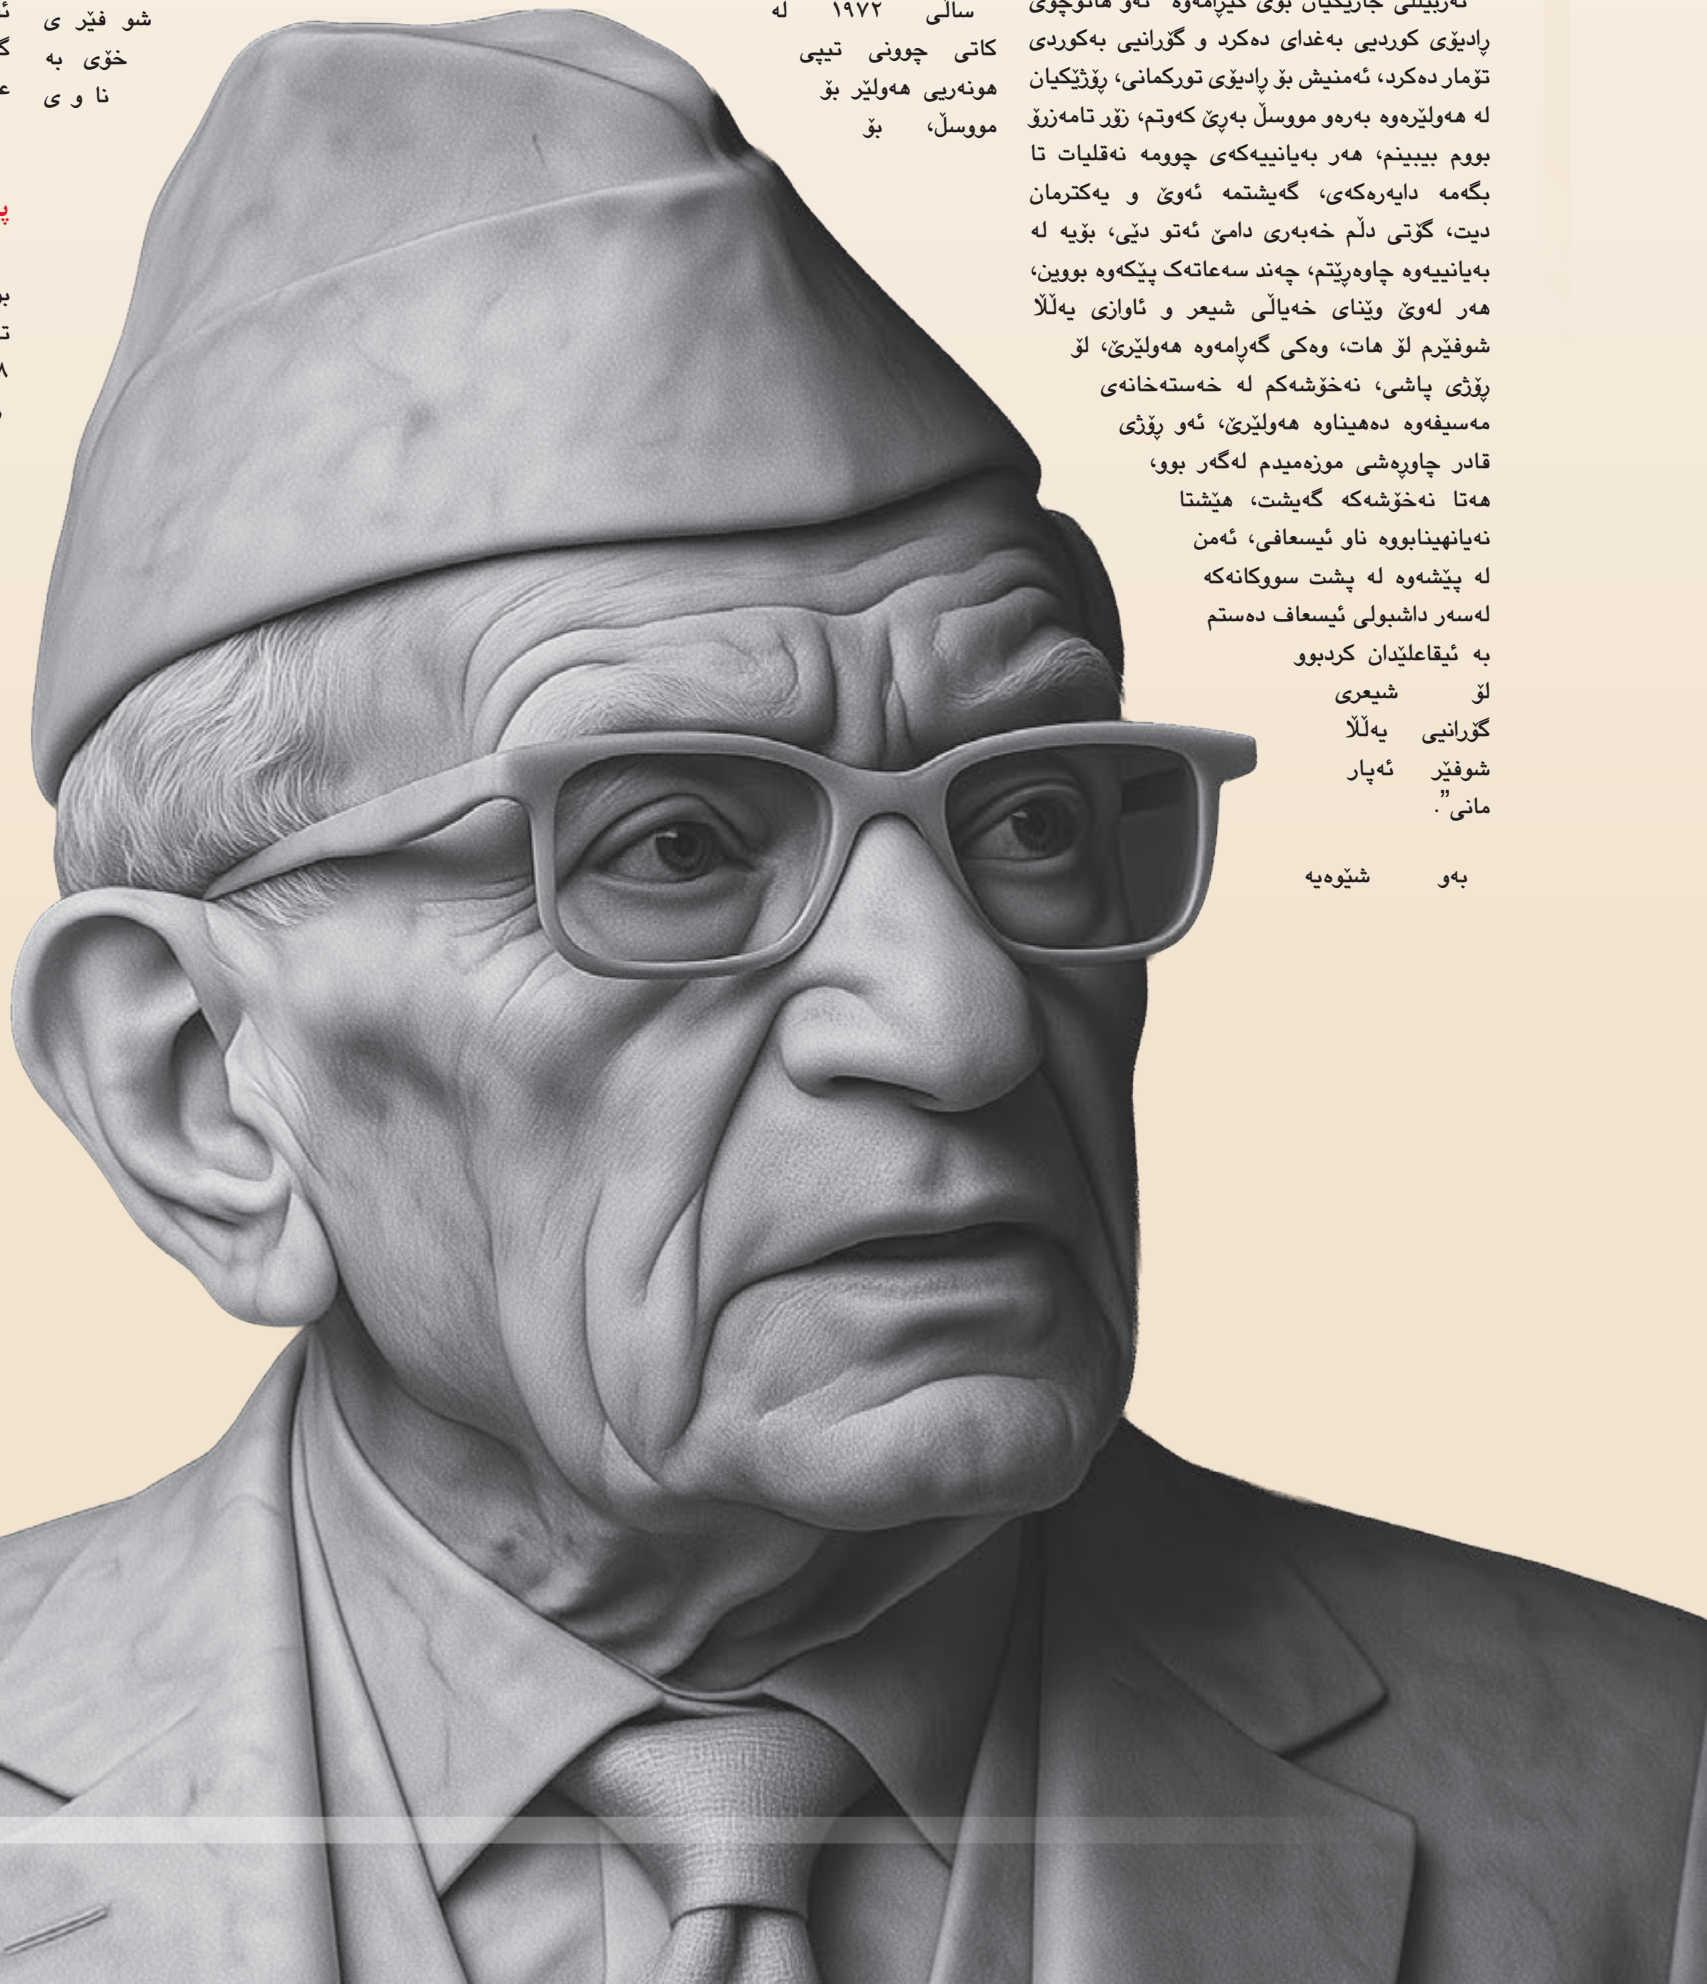 ئەربیللی جارێکیان بۆی گێڕامەوە "ئەو هاتوچۆی
ڕادیۆی کوردیی بەغدای دەکرد و گۆرانیی بەکوردی
تۆمار دەکرد، ئەمنیش بۆ ڕادیۆی تورکمانی، ڕۆژێکیان
لە هەولێرەوە بەرەو مووسڵ بەڕێ کەوتم، زۆر تامەزرۆ
بووم بیبینم، هەر بەیانییەکەی چوومە نەقلیات تا
بگەمە دایەرەکەی، گەیشتمە ئەوێ و یەکترمان
دیت، گۆتی دڵم خەبەری دامێ ئەتو دێی، بۆیە لە
بەیانییەوە چاوەڕێتم، چەند سەعاتەک پێکەوە بووین،
هەر لەوێ وێنای خەیاڵی شیعر و ئاوازی یەڵڵا
شوفێرم لۆ هات، وەکی گەڕامەوە هەولێرێ، لۆ
ڕۆژی پاشی، نەخۆشەکم لە خەستەخانەی
مەسیفەوە دەهیناوە هەولێرێ، ئەو ڕۆژی
قادر چاوڕەشی موزەمیدم لەگەر بوو،
هەتا نەخۆشەکە گەیشت، هێشتا
نەیانهینابووە ناو ئیسعافی، ئەمن
لە پێشەوە لە پشت سووکانەکە
لەسەر داشبولی ئیسعاف دەستم
بە ئیقاعلێدان کردبوو
لۆ شیعری
گۆرانیی یەڵڵا
شوفێر ئەپار
مانی".
بەو شێوەیە
ساڵی ١٩٧٢ لە
کاتی چوونی تیپی
هونەریی هەولێر بۆ
مووسڵ، بۆ
شو فێر ی
خۆی بە
نا و ی